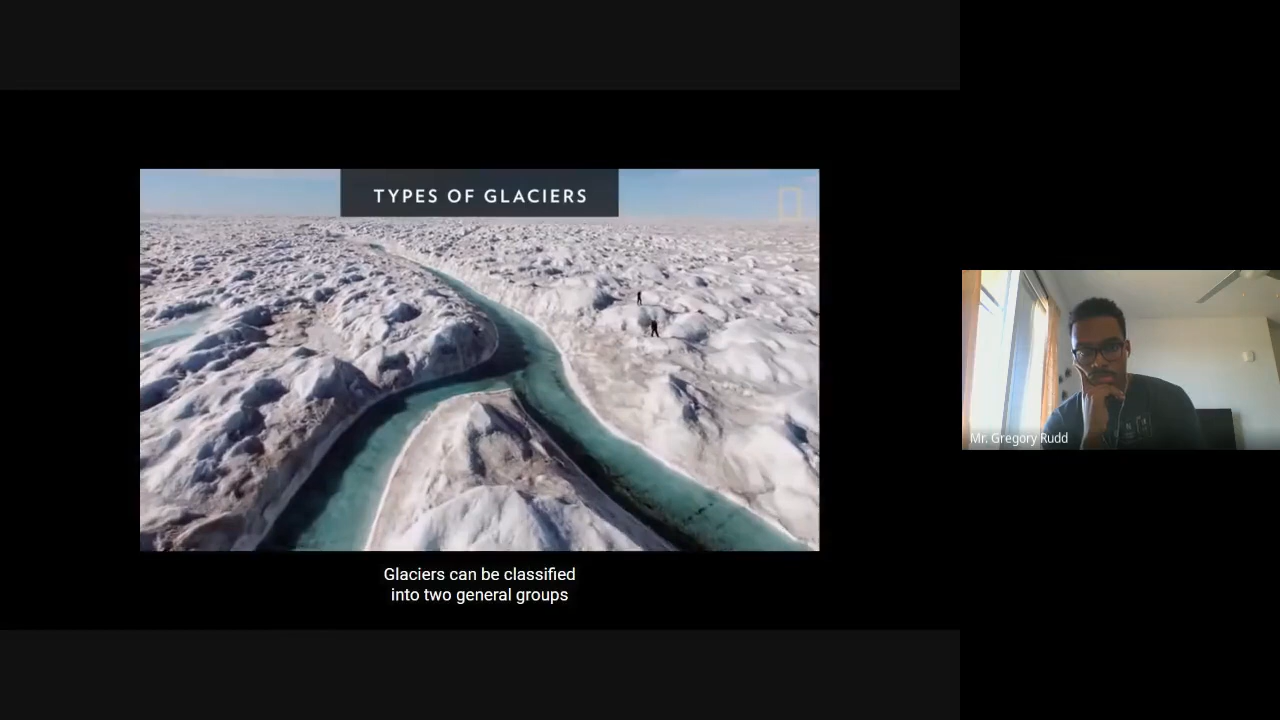 TYPES OF GLACIERS
Glaciers can be classified
into two general groups
Mr. Gregory Rudd